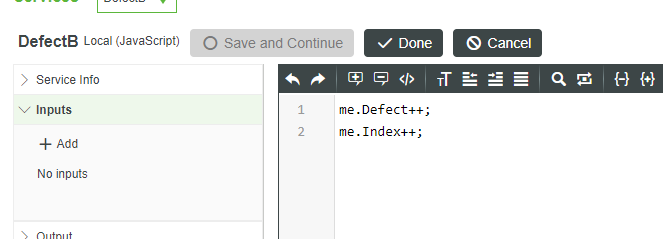 DefectB
DefectB Local (JavaScript) Save and Continue Done Cancel
Service Info
Inputs
Add
No inputs
Output
1 me.Defect++;
2 me.Index++;